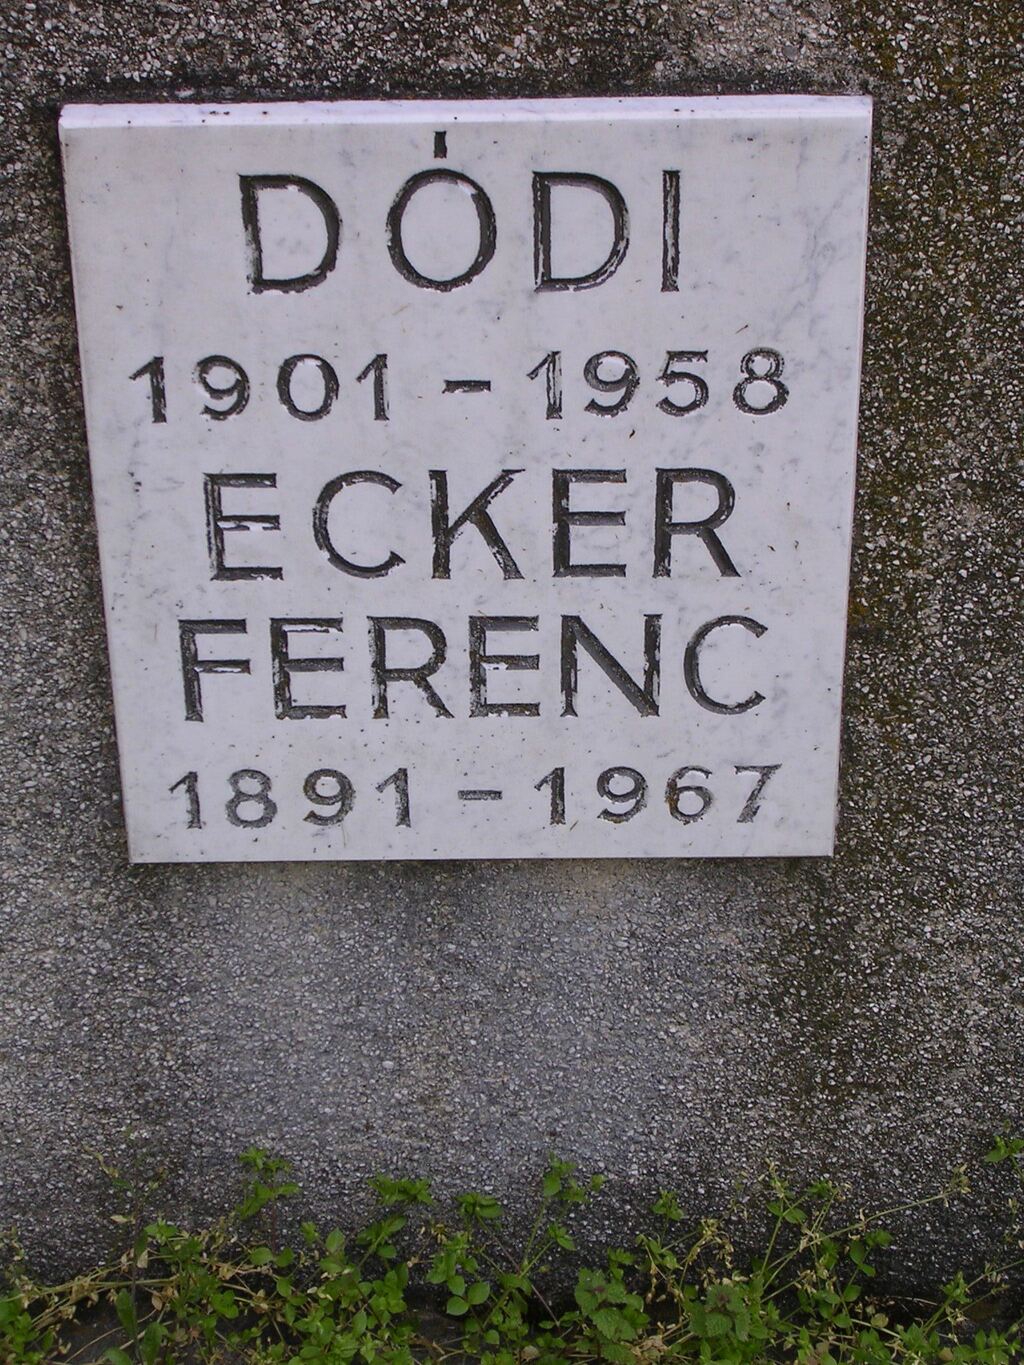 DÓDI
1901 - 1958
ECKER
FERENC
1891 - 1967